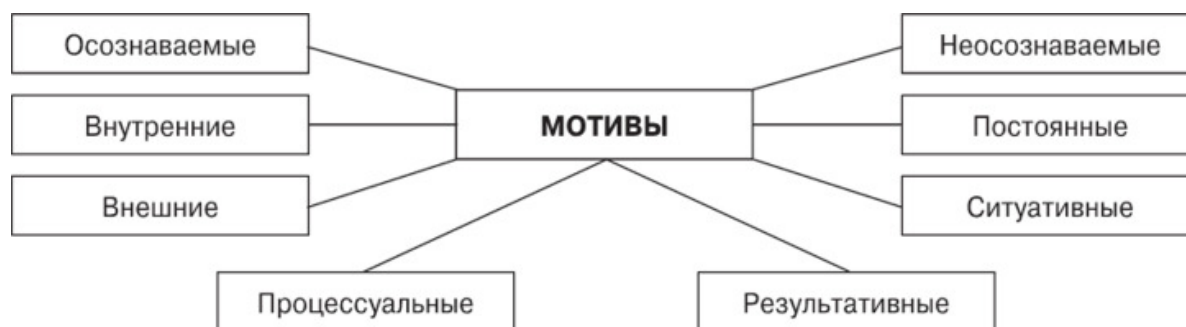 Осознаваемые
Неосознаваемые
Внутренние
МОТИВЫ
Постоянные
Внешние
Ситуативные
Процессуальные
Результативные